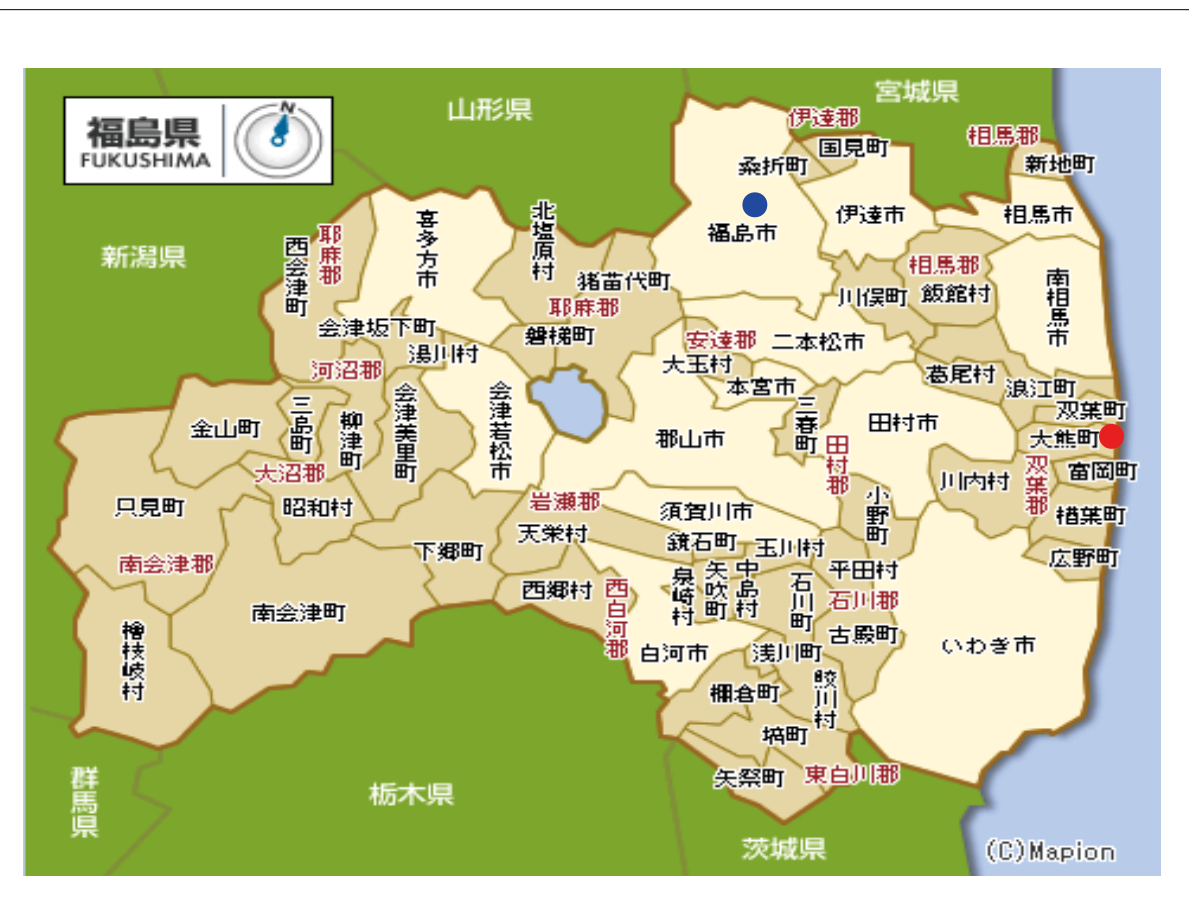 福島県
FUKUSHIMA
N
山形県
宮城県
新潟県
群馬県
栃木県
茨城県
伊達郡
国見町
桑折町
相馬郡
新地町
福島市
伊達市
相馬市
喜多方市
北塩原村
耶麻郡
西会津町
猪苗代町
耶麻郡
川俣町
相馬郡
飯館村
南相馬市
会津坂下町
湯川村
磐梯町
安達郡
大玉村
二本松市
本宮市
河沼郡
葛尾村
浪江町
双葉町
大熊町
金山町
三島町
柳津町
会津美里町
会津若松市
郡山市
三春町
田村市
田村郡
川内村
双葉郡
富岡町
楢葉町
広野町
大沼郡
只見町
昭和村
岩瀬郡
天栄村
須賀川市
小野町
南会津郡
下郷町
鏡石町
玉川村
平田村
西郷村
西白河郡
泉崎村
矢吹町
中島村
石川町
石川郡
南会津町
古殿町
いわき市
檜枝岐村
白河市
浅川町
棚倉町
鮫川村
塙町
矢祭町
東白川郡
(C)Mapion